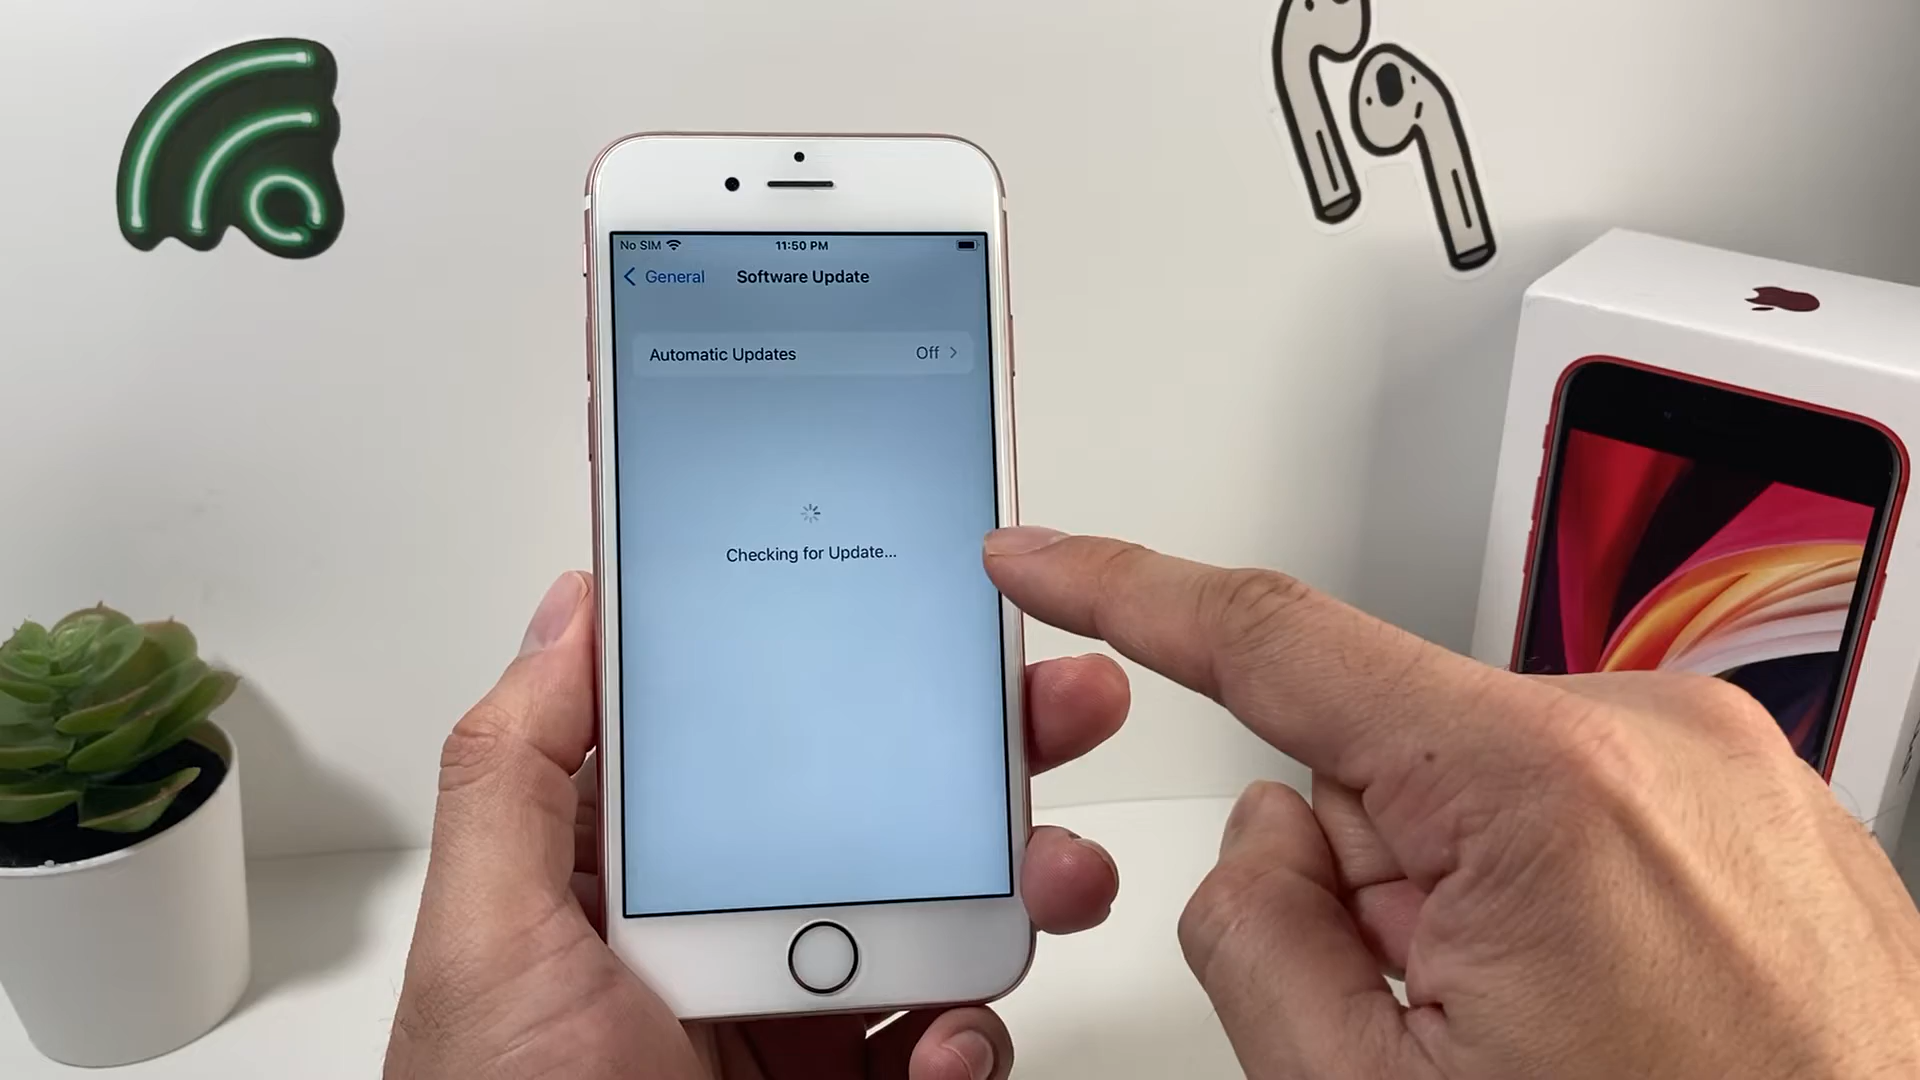 No SIM
11:50 PM
General
Software Update
Automatic Updates
Off
Checking for Update...